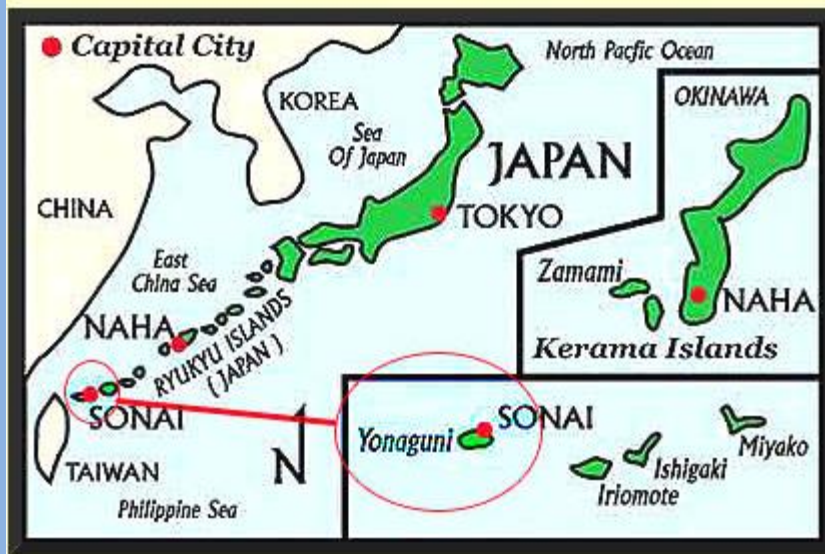 Capital City
North Pacfic Ocean
KOREA
OKINAWA
Sea
Of Japan
JAPAN
CHINA
TOKYO
East
China Sea
Zamami
NAHA
NAHA
RYUKYU ISLANDS
( JAPAN )
Kerama Islands
SONAI
SONAI
Yonaguni
Miyako
Ishigaki
Iriomote
TAIWAN
N
Philippine Sea